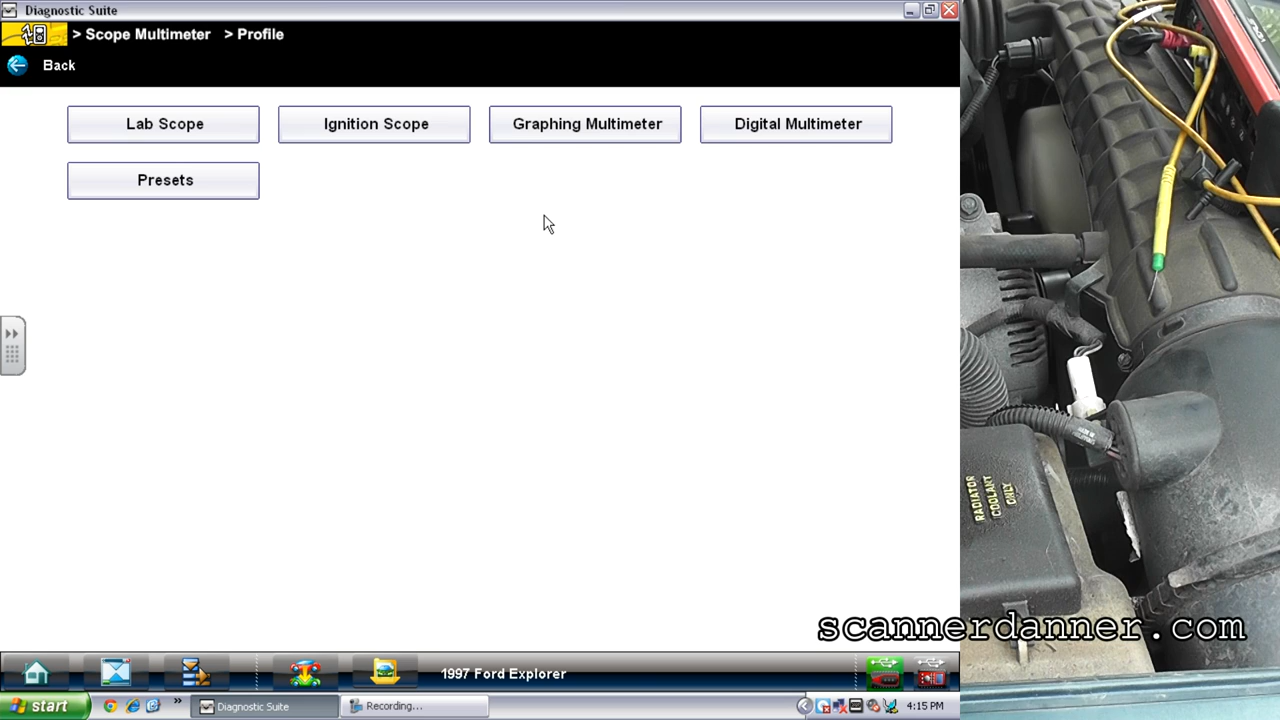 Diagnostic Suite
> Scope Multimeter > Profile
Back
Lab Scope Ignition Scope Graphing Multimeter Digital Multimeter
Presets
RADIATOR
COOLANT
ONLY
scannerdanner.com
1997 Ford Explorer
start Diagnostic Suite Recording... 4:15 PM